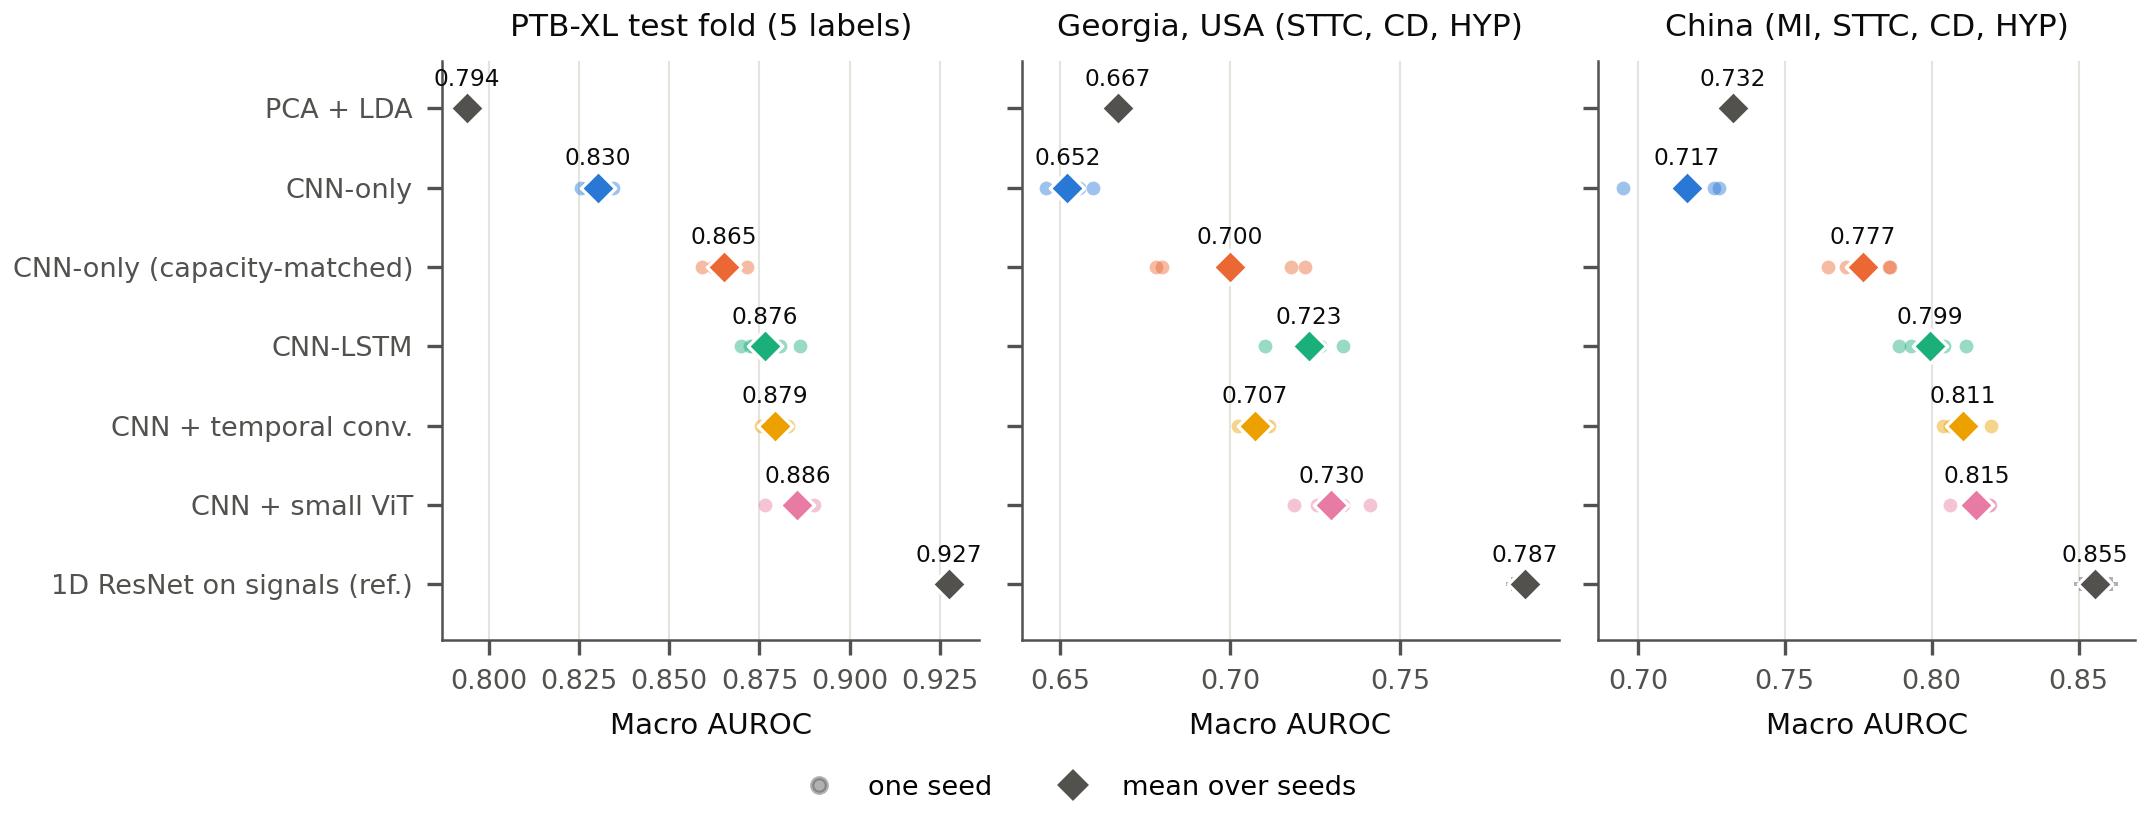 PTB-XL test fold (5 labels)
Georgia, USA (STTC, CD, HYP)
China (MI, STTC, CD, HYP)
PCA + LDA
0.794
0.667
0.732
CNN-only
0.830
0.652
0.717
CNN-only (capacity-matched)
0.865
0.700
0.777
CNN-LSTM
0.876
0.723
0.799
CNN + temporal conv.
0.879
0.707
0.811
CNN + small ViT
0.886
0.730
0.815
1D ResNet on signals (ref.)
0.927
0.787
0.855
0.800 0.825 0.850 0.875 0.900 0.925
0.65 0.70 0.75
0.70 0.75 0.80 0.85
Macro AUROC
Macro AUROC
Macro AUROC
one seed
mean over seeds